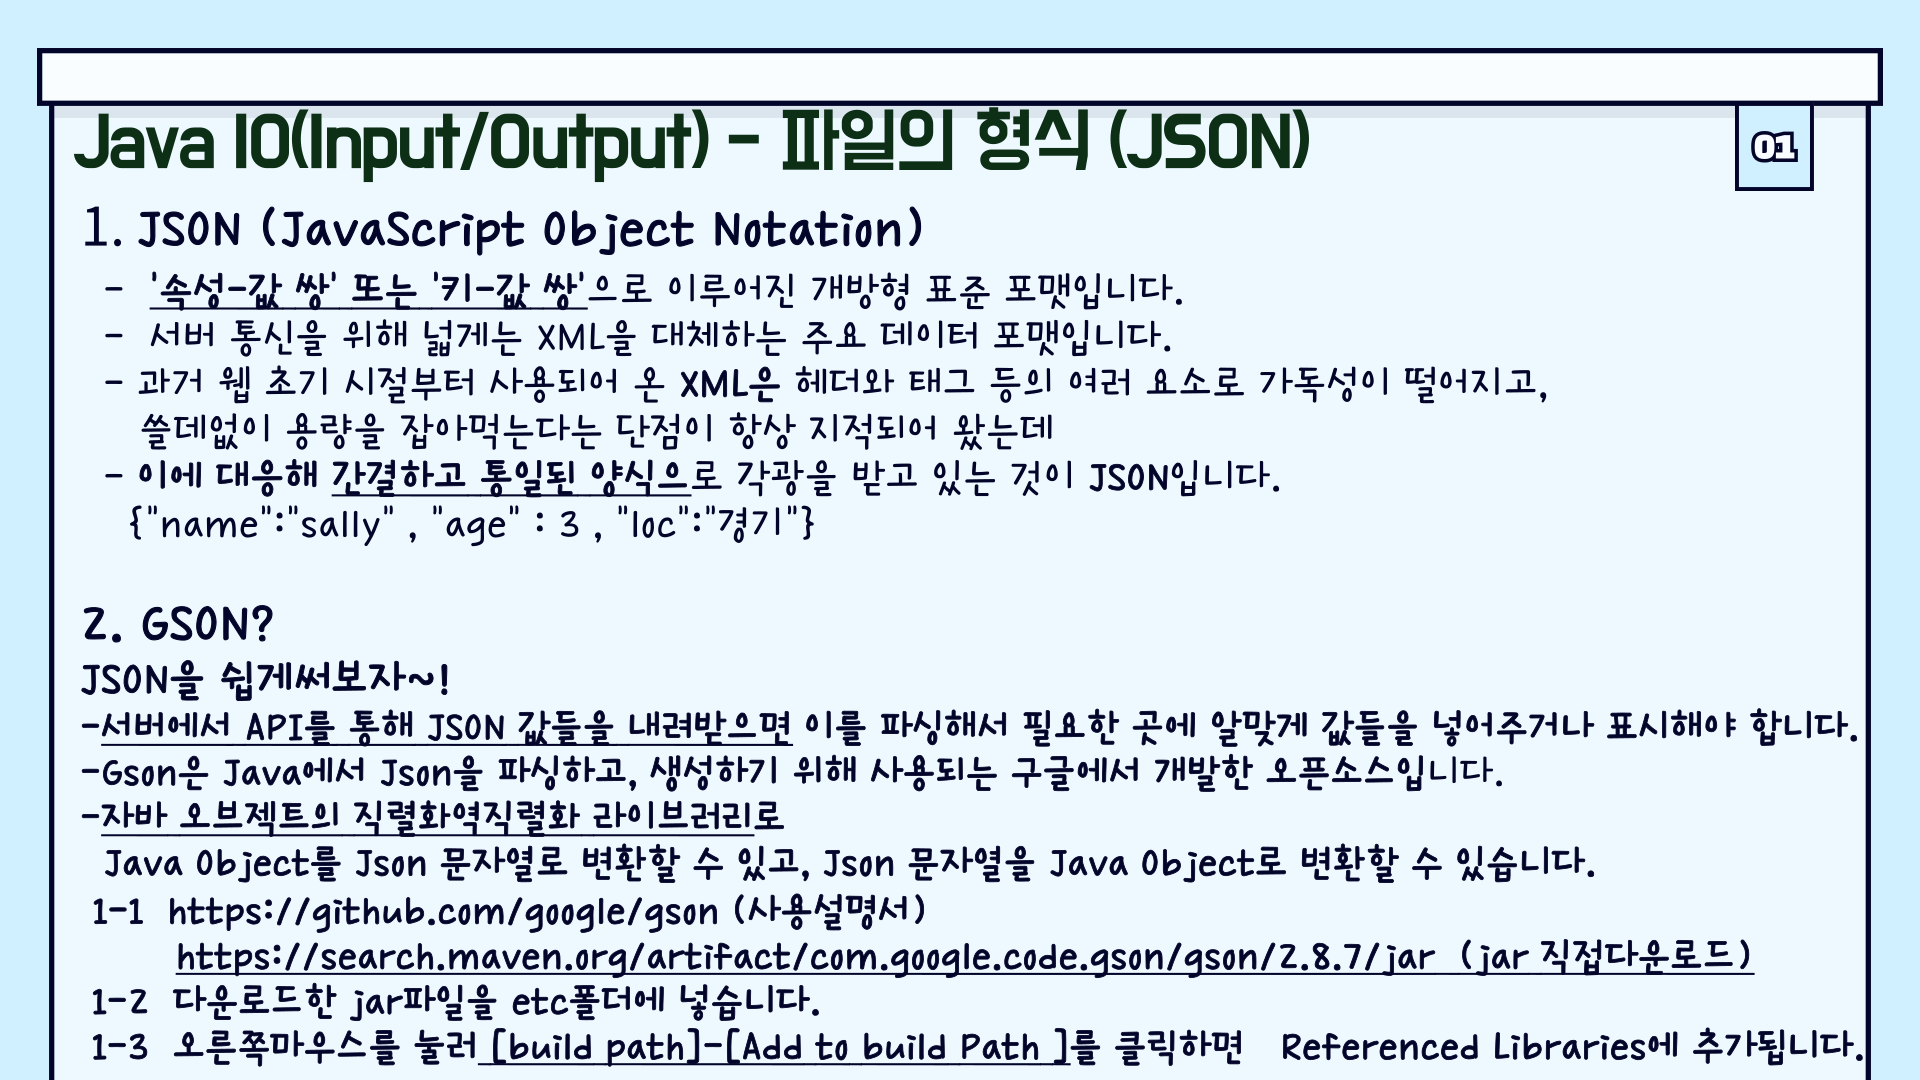 Java IO(Input/Output) - 파일의 형식 (JSON)
01
1. JSON (JavaScript Object Notation)
- '속성-값 쌍' 또는 '키-값 쌍'으로 이루어진 개방형 표준 포맷입니다.
- 서버 통신을 위해 넓게는 XML을 대체하는 주요 데이터 포맷입니다.
- 과거 웹 초기 시절부터 사용되어 온 XML은 헤더와 태그 등의 여러 요소로 가독성이 떨어지고,
쓸데없이 용량을 잡아먹는다는 단점이 항상 지적되어 왔는데
- 이에 대응해 간결하고 통일된 양식으로 각광을 받고 있는 것이 JSON입니다.
{"name":"sally" , "age" : 3 , "loc":"경기"}
2. GSON?
JSON을 쉽게써보자~!
-서버에서 API를 통해 JSON 값들을 내려받으면 이를 파싱해서 필요한 곳에 알맞게 값들을 넣어주거나 표시해야 합니다.
-Gson은 Java에서 Json을 파싱하고, 생성하기 위해 사용되는 구글에서 개발한 오픈소스입니다.
-자바 오브젝트의 직렬화역직렬화 라이브러리로
Java Object를 Json 문자열로 변환할 수 있고, Json 문자열을 Java Object로 변환할 수 있습니다.
1-1 https://github.com/google/gson (사용설명서)
https://search.maven.org/artifact/com.google.code.gson/gson/2.8.7/jar (jar 직접다운로드)
1-2 다운로드한 jar파일을 etc폴더에 넣습니다.
1-3 오른쪽마우스를 눌러 [build path]-[Add to build Path ]를 클릭하면 Referenced Libraries에 추가됩니다.